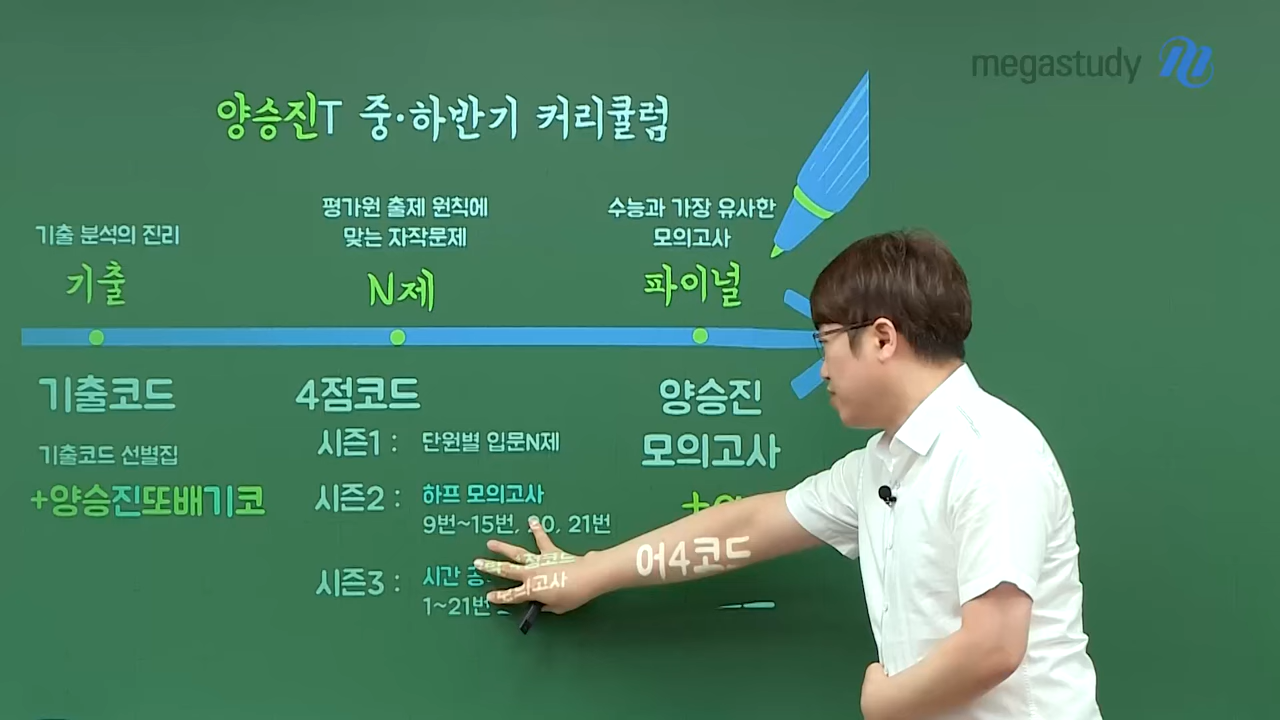 megastudy
양승진T 중·하반기 커리큘럼
기출 분석의 진리
기출
평가원 출제 원칙에
맞는 자작문제
N제
수능과 가장 유사한
모의고사
파이널
기출코드
기출코드 선별집
+양승진또배기코
4점코드
시즌1 : 단원별 입문N제
시즌2 : 하프 모의고사
9번~15번, 20, 21번
시즌3 : 시간
모의고사
1~21번
양승진
모의고사
어4코드